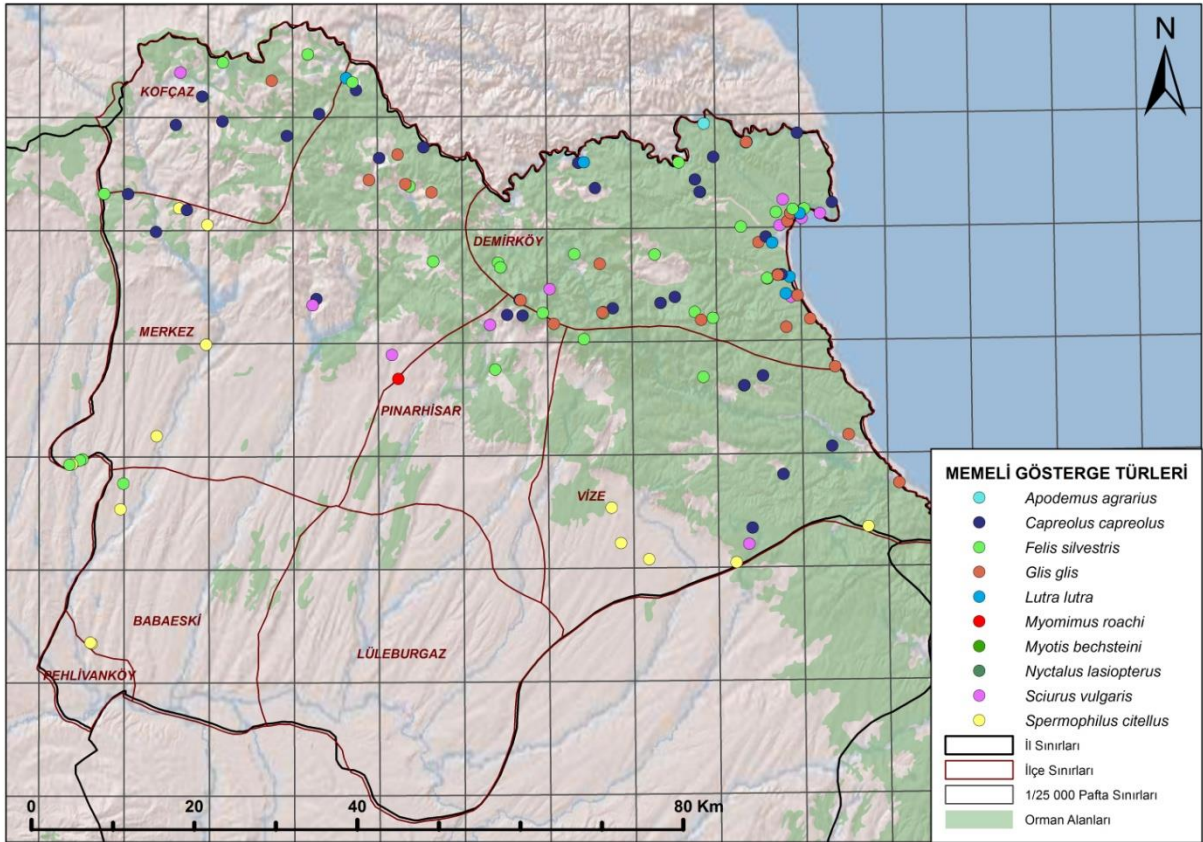 N
KOFÇAZ
DEMİRKÖY
MERKEZ
PINARHİSAR
VİZE
BABAESKİ
LÜLEBURGAZ
PEHLİVANKÖY
0 20 40 80 Km
MEMELİ GÖSTERGE TÜRLERİ
Apodemus agrarius
Capreolus capreolus
Felis silvestris
Glis glis
Lutra lutra
Myomimus roachi
Myotis bechsteini
Nyctalus lasiopterus
Sciurus vulgaris
Spermophilus citellus
İl Sınırları
İlçe Sınırları
1/25 000 Pafta Sınırları
Orman Alanları